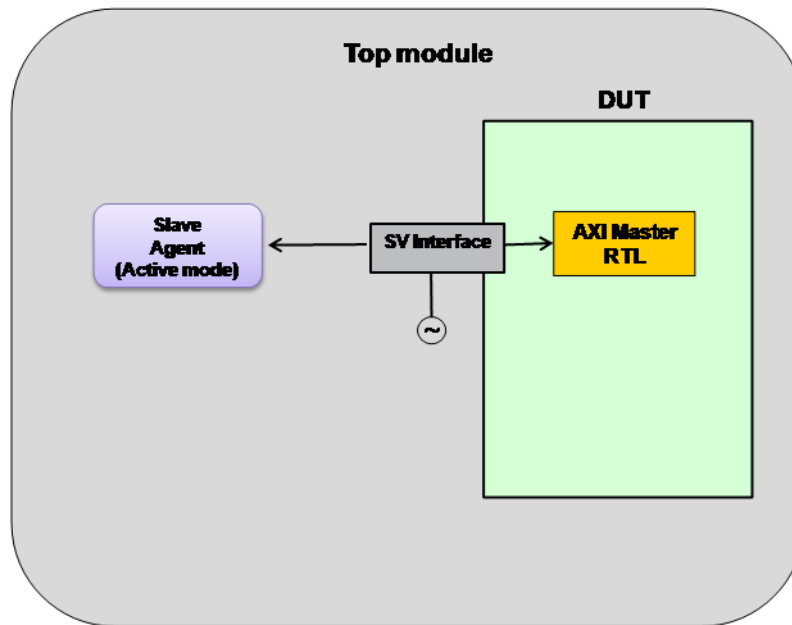 Top module
DUT
Slave
Agent
(Active mode)
SV Interface
AXI Master
RTL
~